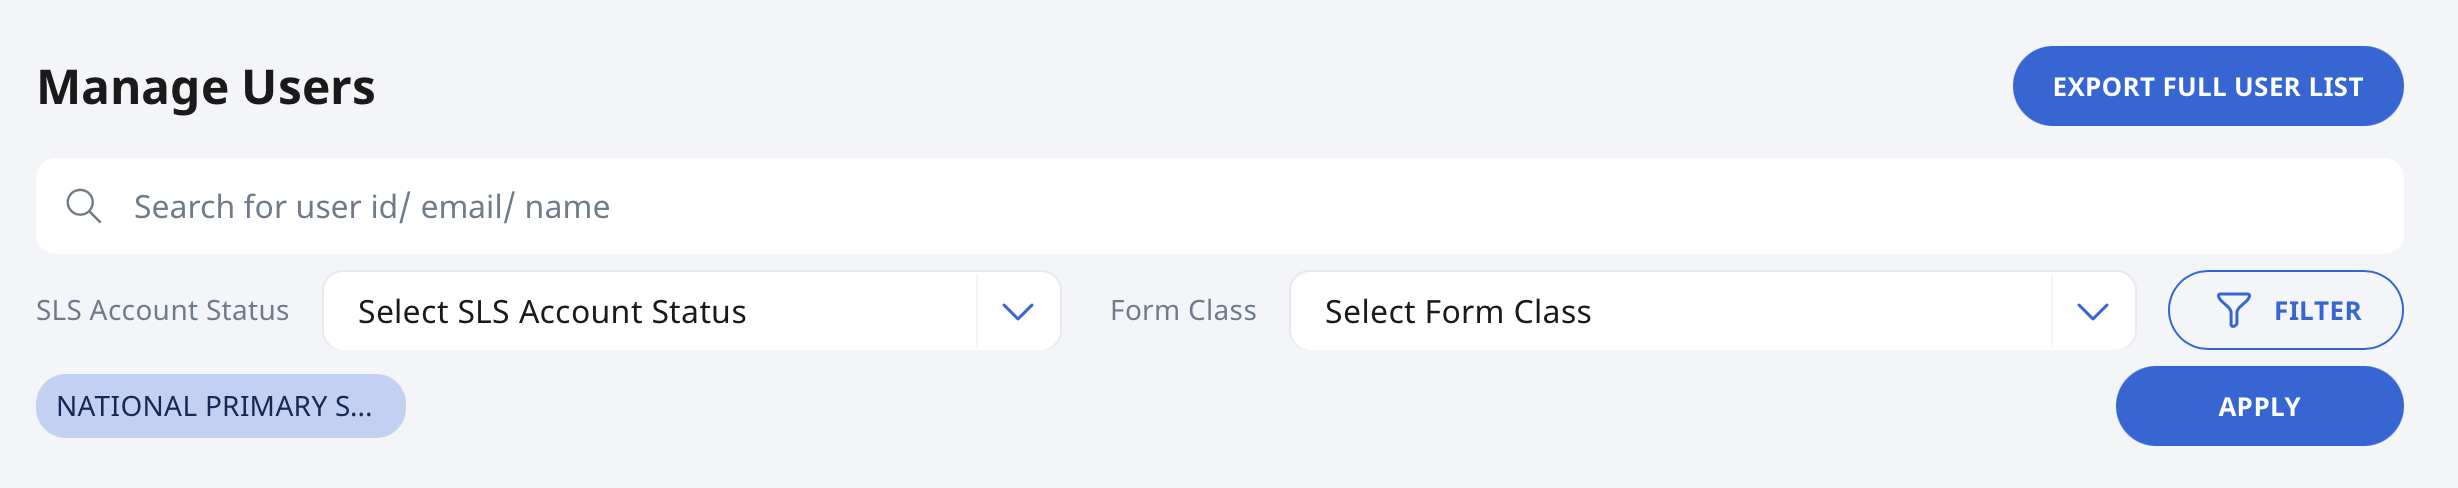 Manage Users
EXPORT FULL USER LIST
Search for user id/ email/ name
SLS Account Status
Select SLS Account Status
Form Class
Select Form Class
FILTER
NATIONAL PRIMARY S...
APPLY